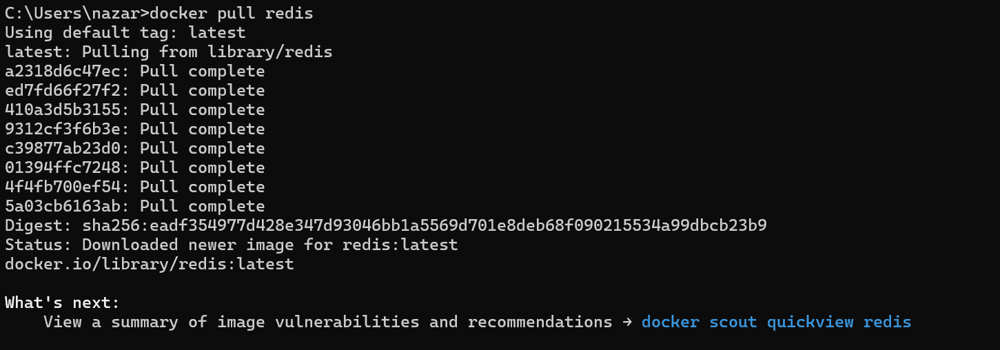 C:\Users\nazar>docker pull redis
Using default tag: latest
latest: Pulling from library/redis
a2318d6c47ec: Pull complete
ed7fd66f27f2: Pull complete
410a3d5b3155: Pull complete
9312cf3f6b3e: Pull complete
c39877ab23d0: Pull complete
01394ffc7248: Pull complete
4f4fb700ef54: Pull complete
5a03cb6163ab: Pull complete
Digest: sha256:eadf354977d428e347d93046bb1a5569d701e8deb68f090215534a99dbcb23b9
Status: Downloaded newer image for redis:latest
docker.io/library/redis:latest
What's next:
View a summary of image vulnerabilities and recommendations → docker scout quickview redis